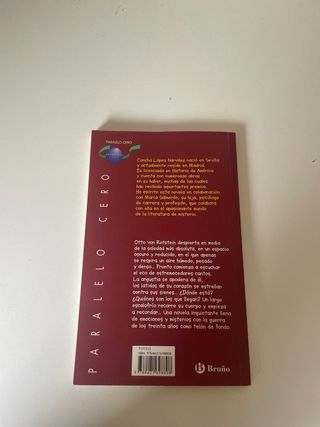 PARALELO CERO
PARALELO CERO
Concha López Narváez nació en Sevilla
y actualmente reside en Madrid.
Es licenciada en Historia de América
y cuenta con numerosas obras
en su haber, muchas de las cuales
han recibido importantes premios.
Ha escrito esta novela en colaboración
con María Salmerón, su hija, psicóloga
de carrera y profesión, que colabora
con ella en el apasionante mundo
de la literatura de misterio.
Otto von Rutstein despierta en medio
de la soledad más absoluta, en un espacio
oscuro y reducido, en el que apenas
se respira un aire húmedo, pesado
y denso... Pronto comienza a escuchar
el eco de estremecedores cantos.
La angustia se apodera de él,
los latidos de su corazón se estrellan
contra sus sienes... ¿Dónde está?
¿Quiénes son los que llegan? Un largo
escalofrío recorre su cuerpo y empieza
a recordar... Una novela inquietante llena
de emociones y misterios con la guerra
de los treinta años como telón de fondo.
Bruño